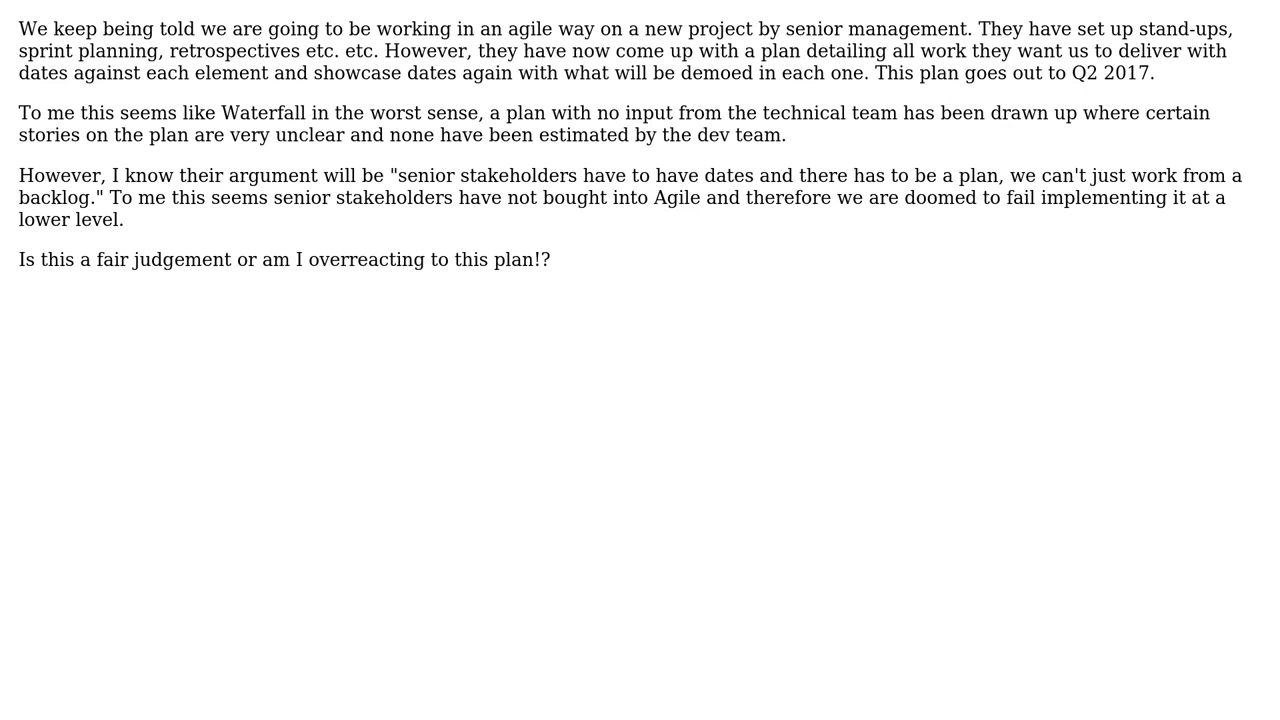 We keep being told we are going to be working in an agile way on a new project by senior management. They have set up stand-ups,
sprint planning, retrospectives etc. etc. However, they have now come up with a plan detailing all work they want us to deliver with
dates against each element and showcase dates again with what will be demoed in each one. This plan goes out to Q2 2017.
To me this seems like Waterfall in the worst sense, a plan with no input from the technical team has been drawn up where certain
stories on the plan are very unclear and none have been estimated by the dev team.
However, I know their argument will be "senior stakeholders have to have dates and there has to be a plan, we can't just work from a
backlog." To me this seems senior stakeholders have not bought into Agile and therefore we are doomed to fail implementing it at a
lower level.
Is this a fair judgement or am I overreacting to this plan!?